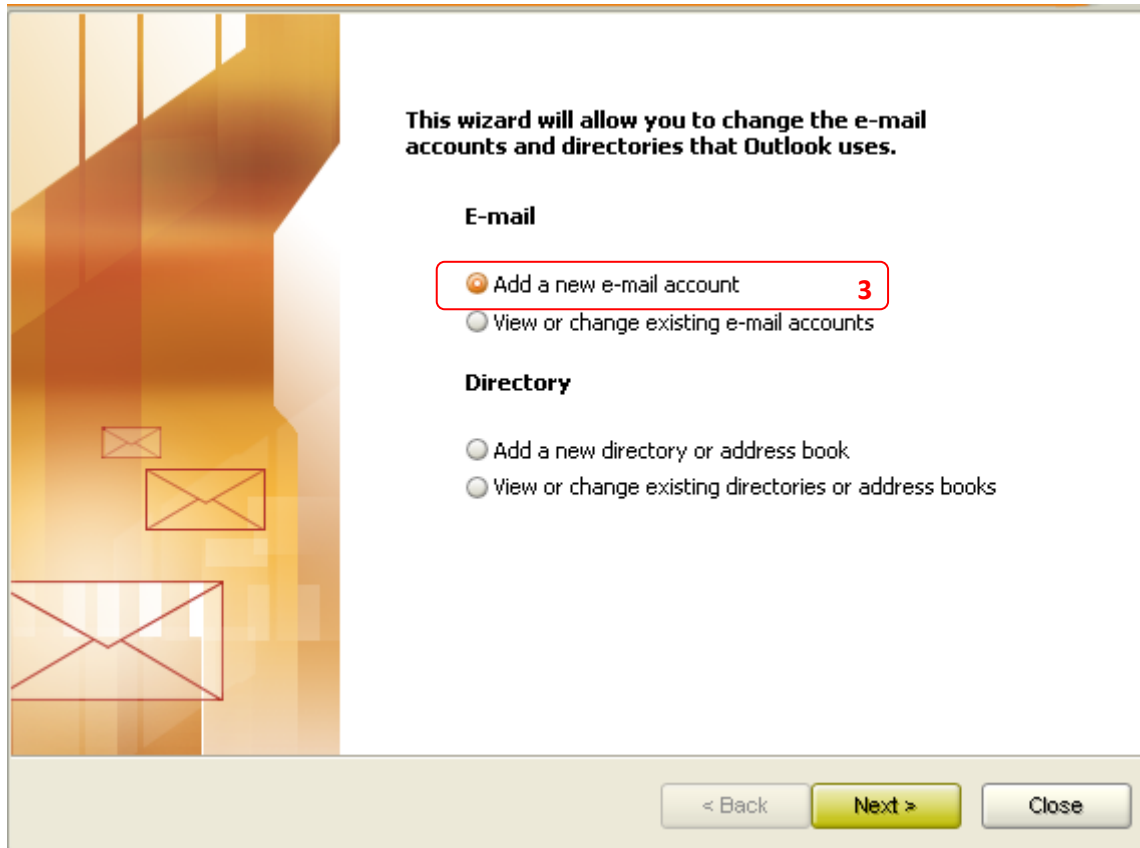 This wizard will allow you to change the e-mail
accounts and directories that Outlook uses.
E-mail
Add a new e-mail account 3
View or change existing e-mail accounts
Directory
Add a new directory or address book
View or change existing directories or address books
< Back Next > Close